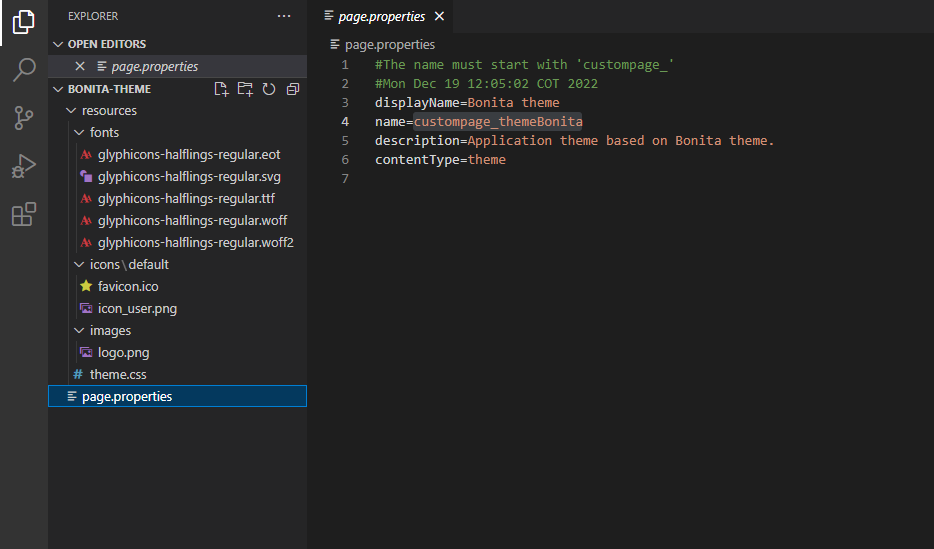 EXPLORER
OPEN EDITORS
page.properties
BONITA-THEME
resources
fonts
glyphicons-halflings-regular.eot
glyphicons-halflings-regular.svg
glyphicons-halflings-regular.ttf
glyphicons-halflings-regular.woff
glyphicons-halflings-regular.woff2
icons\default
favicon.ico
icon_user.png
images
logo.png
# theme.css
page.properties
page.properties
page.properties
1 #The name must start with 'custompage_'
2 #Mon Dec 19 12:05:02 COT 2022
3 displayName=Bonita theme
4 name=custompage_themeBonita
5 description=Application theme based on Bonita theme.
6 contentType=theme
7